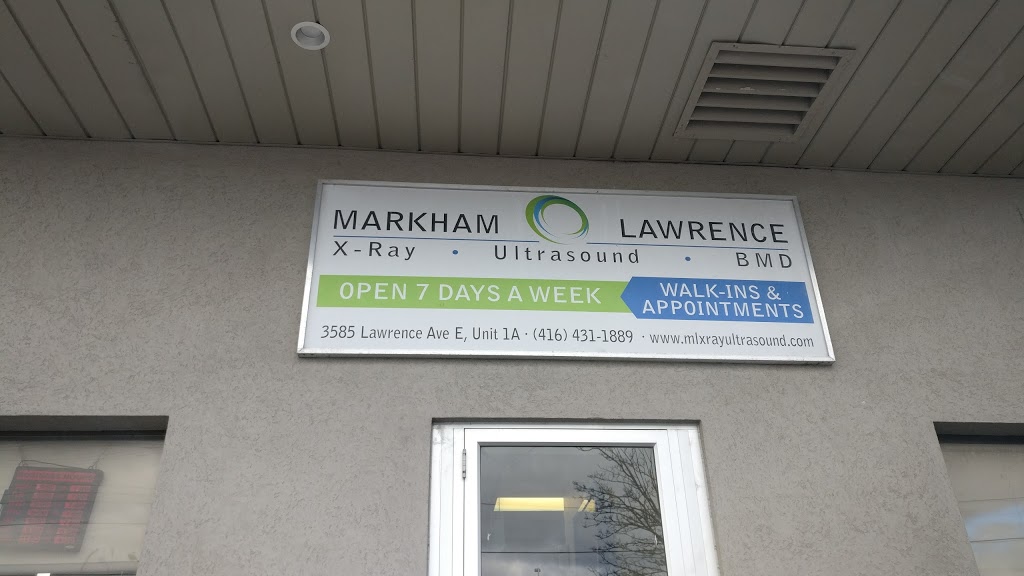 MARKHAM LAWRENCE
X-Ray • Ultrasound • BMD
OPEN 7 DAYS A WEEK
WALK-INS &
APPOINTMENTS
3585 Lawrence Ave E, Unit 1A · (416) 431-1889 · www.mlxrayultrasound.com